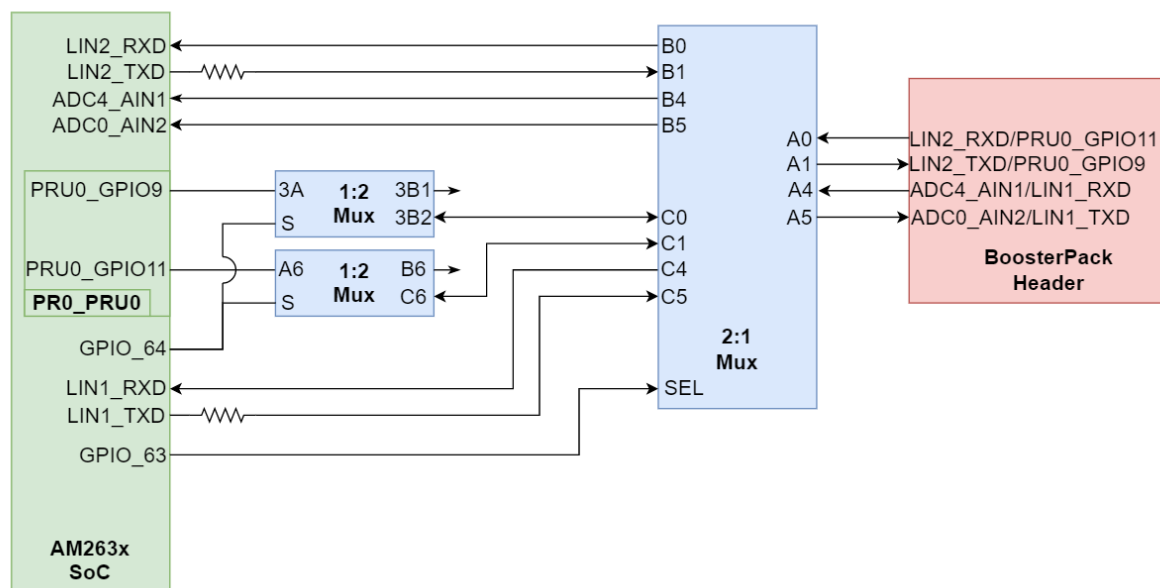 LIN2_RXD
LIN2_TXD
ADC4_AIN1
ADC0_AIN2
PRU0_GPIO9
PRU0_GPIO11
PR0_PRU0
GPIO_64
LIN1_RXD
LIN1_TXD
GPIO_63
AM263x
SoC
3A
S
1:2
Mux
3B1
3B2
A6
S
1:2
Mux
B6
C6
B0
B1
B4
B5
C0
C1
C4
C5
SEL
2:1
Mux
A0
A1
A4
A5
LIN2_RXD/PRU0_GPIO11
LIN2_TXD/PRU0_GPIO9
ADC4_AIN1/LIN1_RXD
ADC0_AIN2/LIN1_TXD
BoosterPack
Header